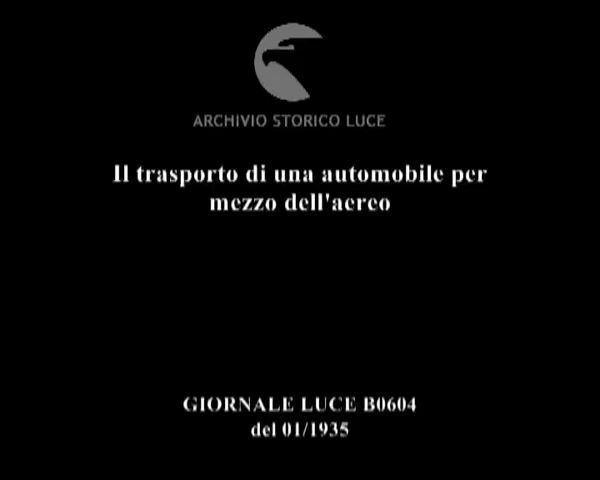 ARCHIVIO STORICO LUCE
Il trasporto di una automobile per
mezzo dell'aereo
GIORNALE LUCE B0604
del 01/1935